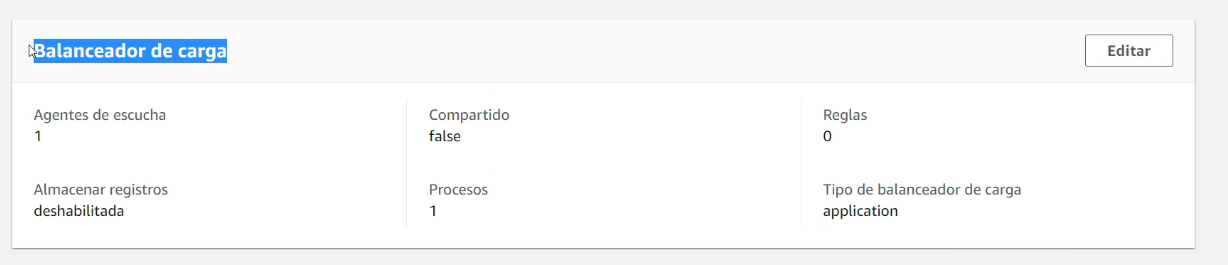 Balanceador de carga
Editar
Agentes de escucha
1
Compartido
false
Reglas
0
Almacenar registros
deshabilitada
Procesos
1
Tipo de balanceador de carga
application